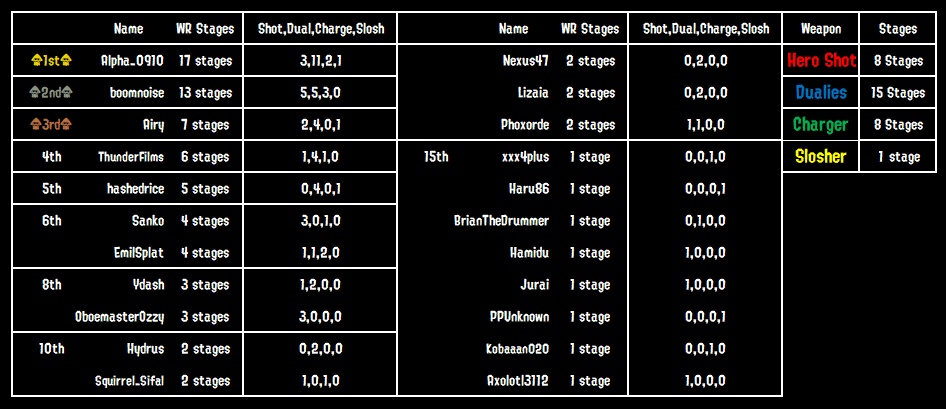 Name WR Stages Shot,Dual,Charge,Slosh Name WR Stages Shot,Dual,Charge,Slosh Weapon Stages
1st Alpha_0910 17 stages 3,11,2,1 Nexus47 2 stages 0,2,0,0 Hero Shot 8 Stages
2nd boomnoise 13 stages 5,5,3,0 Lizaia 2 stages 0,2,0,0 Dualies 15 Stages
3rd Airy 7 stages 2,4,0,1 Phoxorde 2 stages 1,1,0,0 Charger 8 Stages
4th ThunderFilms 6 stages 1,4,1,0 15th xxx4plus 1 stage 0,0,1,0 Slosher 1 stage
5th hashedrice 5 stages 0,4,0,1 Haru86 1 stage 0,0,0,1
6th Sanko 4 stages 3,0,1,0 BrianTheDrummer 1 stage 0,1,0,0
EmilSplat 4 stages 1,1,2,0 Hamidu 1 stage 1,0,0,0
8th Ydash 3 stages 1,2,0,0 Jurai 1 stage 1,0,0,0
OboemasterOzzy 3 stages 3,0,0,0 PPUnknown 1 stage 0,0,0,1
10th Hydrus 2 stages 0,2,0,0 Kobaaan020 1 stage 0,0,1,0
Squirrel_Sifal 2 stages 1,0,1,0 Axolotl3112 1 stage 1,0,0,0